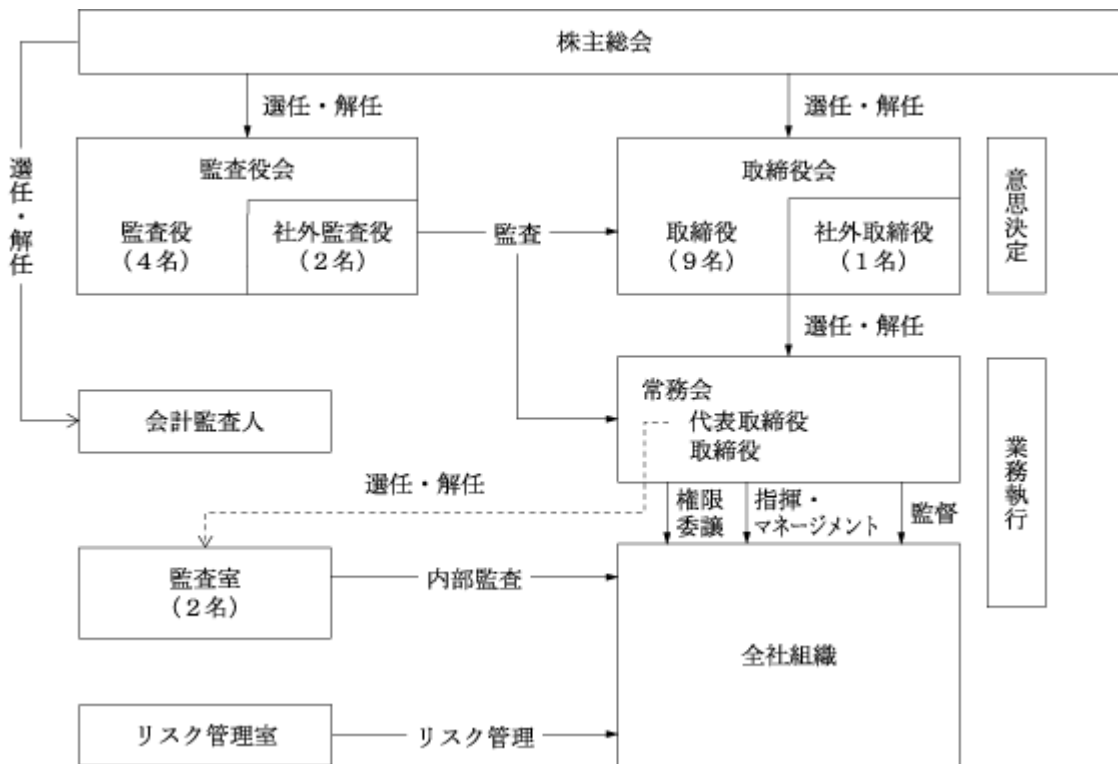 株主総会
選任・解任
選任・解任
選任・解任
監査役会
監査役
(4名)
社外監査役
(2名)
監査
取締役会
取締役
(9名)
社外取締役
(1名)
意思決定
選任・解任
常務会
代表取締役
取締役
業務執行
会計監査人
選任・解任
権限
委譲
指揮・
マネージメント
監督
監査室
(2名)
内部監査
全社組織
リスク管理室
リスク管理